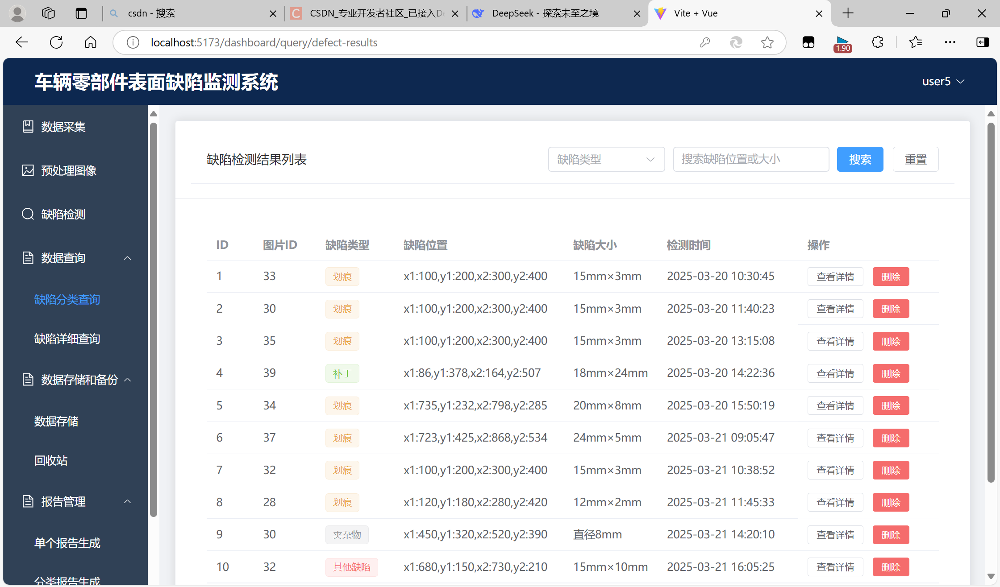 csdn - 搜索
CSDN_专业开发者社区_已接入D
DeepSeek - 探索未至之境
Vite + Vue
localhost:5173/dashboard/query/defect-results
1.90
车辆零部件表面缺陷监测系统
user5
数据采集
预处理图像
缺陷检测
数据查询
缺陷分类查询
缺陷详细查询
数据存储和备份
数据存储
回收站
报告管理
单个报告生成
分类报告生成
缺陷检测结果列表
缺陷类型
搜索缺陷位置或大小
搜索
重置
ID 图片ID 缺陷类型 缺陷位置 缺陷大小 检测时间 操作
1 33 划痕 x1:100,y1:200,x2:300,y2:400 15mm×3mm 2025-03-20 10:30:45 查看详情 删除
2 30 划痕 x1:100,y1:200,x2:300,y2:400 15mm×3mm 2025-03-20 11:40:23 查看详情 删除
3 35 划痕 x1:100,y1:200,x2:300,y2:400 15mm×3mm 2025-03-20 13:15:08 查看详情 删除
4 39 补丁 x1:86,y1:378,x2:164,y2:507 18mm×24mm 2025-03-20 14:22:36 查看详情 删除
5 34 划痕 x1:735,y1:232,x2:798,y2:285 20mm×8mm 2025-03-20 15:50:19 查看详情 删除
6 37 划痕 x1:723,y1:425,x2:868,y2:534 24mm×5mm 2025-03-21 09:05:47 查看详情 删除
7 32 划痕 x1:100,y1:200,x2:300,y2:400 15mm×3mm 2025-03-21 10:38:52 查看详情 删除
8 28 划痕 x1:120,y1:180,x2:280,y2:420 12mm×2mm 2025-03-21 11:45:33 查看详情 删除
9 30 夹杂物 x1:450,y1:320,x2:520,y2:390 直径8mm 2025-03-21 14:20:10 查看详情 删除
10 32 其他缺陷 x1:680,y1:150,x2:730,y2:210 15mm×10mm 2025-03-21 16:05:25 查看详情 删除